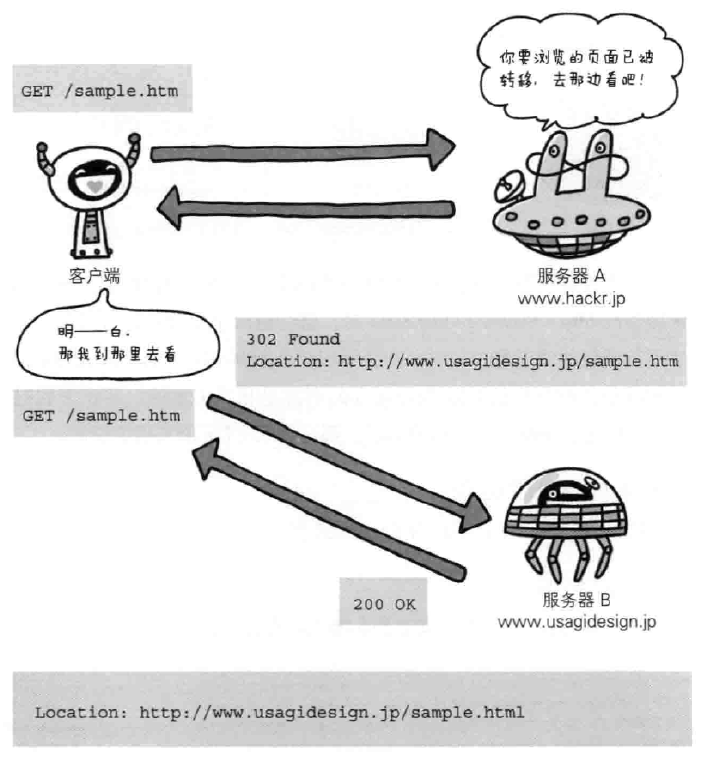 你要浏览的页面已被
转移，去那边看吧！
GET /sample.htm
客户端
服务器 A
www.hackr.jp
明——白.
那我到那里去看
302 Found
Location: http://www.usagidesign.jp/sample.htm
GET /sample.htm
200 OK
服务器 B
www.usagidesign.jp
Location: http://www.usagidesign.jp/sample.html